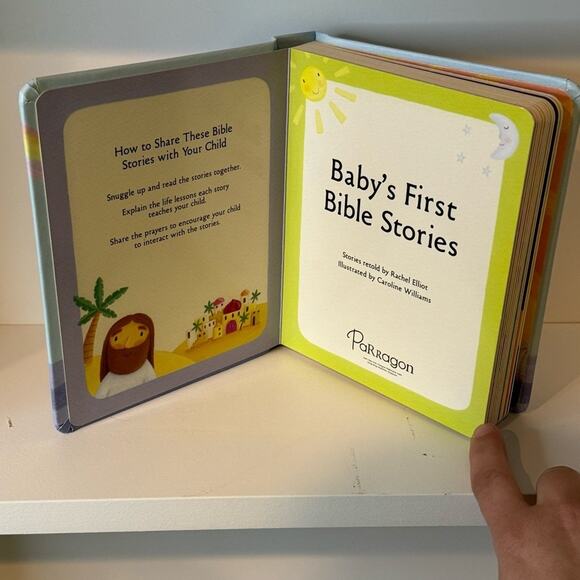 How to Share These Bible
Stories with Your Child
Snuggle up and read the stories together.
Explain the life lessons each story
teaches your child.
Share the prayers to encourage your child
to interact with the stories.
Baby's First
Bible Stories
Stories retold by Rachel Elliot
Illustrated by Caroline Williams
PaRRagon